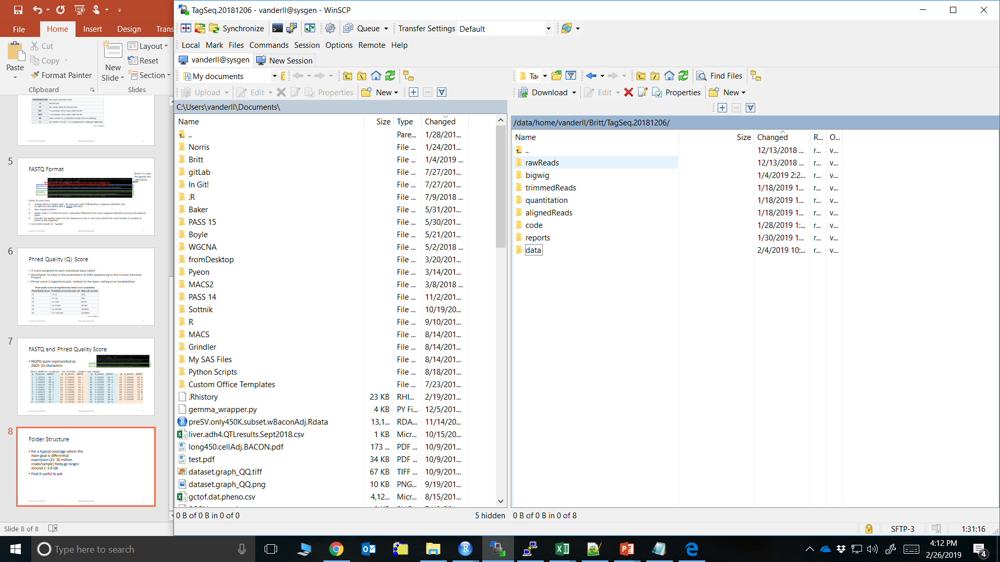 File
Home
Insert
Design
Trans
Paste
Cut
Copy
Format Painter
Clipboard
New
Slide
Layout
Reset
Section
Slides
5
FASTQ Format
Notice I'm using
the pipping Pam
talked about
Quality
4 lines for each read
6
Phred Quality (Q) Score
• A score assigned to each individual base called
• Developed to help in the automation of DNA sequencing in the Human Genome
Project
• Phred score is logarithmically related to the base -calling error probabilities
7
FASTQ and Phred Quality Score
• FASTQ score represented as
ASCII-33 characters
8
Folder Structure
• For a typical coverage where the
main goal is differential
expression (25-30 million
reads/sample) fastq.gz ranges
around 2-3.8 GB
• Find it useful to put
Slide 8 of 8
TagSeq.20181206 - vanderll@sysgen - WinSCP
Synchronize
Queue
Transfer Settings Default
Local Mark Files Commands Session Options Remote Help
vanderll@sysgen
New Session
My documents
Upload Edit Properties New
C:\Users\vanderll\Documents\
Name Size Type Changed
.. Pare... 1/28/201...
Norris File ... 1/24/201...
Britt File ... 1/4/2019 ...
gitLab File ... 7/27/201...
In Git! File ... 7/27/201...
.R File ... 7/9/2018 ...
Baker File ... 5/31/201...
PASS 15 File ... 5/30/201...
Boyle File ... 5/21/201...
WGCNA File ... 5/2/2018 ...
fromDesktop File ... 3/20/201...
Pyeon File ... 3/14/201...
MACS2 File ... 3/8/2018 ...
PASS 14 File ... 11/2/201...
Sottnik File ... 10/19/20...
R File ... 9/10/201...
MACS File ... 8/14/201...
Grindler File ... 8/14/201...
My SAS Files File ... 8/14/201...
Python Scripts File ... 8/18/201...
Custom Office Templates File ... 7/23/201...
.Rhistory 23 KB RHI... 2/19/201...
gemma_wrapper.py 4 KB PY Fi... 12/5/201...
preSV.only450K.subset.wBaconAdj.Rdata 13,1... RDA... 11/14/20...
liver.adh4.QTLresults.Sept2018.csv 1 KB Micr... 10/15/20...
long450.cellAdj.BACON.pdf 173 ... PDF ... 10/9/201...
test.pdf 34 KB PDF ... 10/9/201...
dataset.graph_QQ.tiff 67 KB TIFF ... 10/9/201...
dataset.graph_QQ.png 10 KB PNG... 9/19/201...
gctof.dat.pheno.csv 4,12... Micr... 8/15/201...
0 B of 0 B in 0 of 0
5 hidden
Tag
Find Files
Download Edit Properties New
/data/home/vanderll/Britt/TagSeq.20181206/
Name Size Changed R... O...
.. 12/13/2018 ... r... v...
rawReads 12/13/2018 ... r... v...
bigwig 1/4/2019 2:2... r... v...
trimmedReads 1/18/2019 1... r... v...
quantitation 1/18/2019 1... r... v...
alignedReads 1/18/2019 1... r... v...
code 1/28/2019 1:... r... v...
reports 1/30/2019 1... r... v...
data 2/4/2019 10:... r... v...
0 B of 0 B in 0 of 8
SFTP-3
1:31:16
Type here to search
4:12 PM
2/26/2019
4